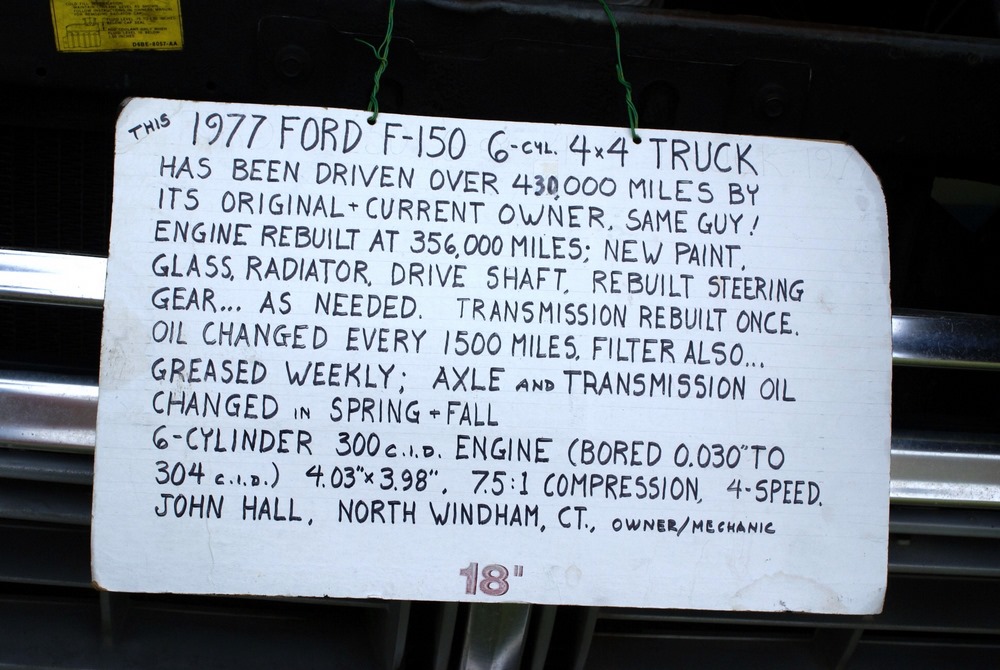 D4BE-8057-AA
THIS 1977 FORD F-150 6-CYL. 4x4 TRUCK
HAS BEEN DRIVEN OVER 430,000 MILES BY
ITS ORIGINAL + CURRENT OWNER. SAME GUY!
ENGINE REBUILT AT 356,000 MILES; NEW PAINT,
GLASS, RADIATOR, DRIVE SHAFT, REBUILT STEERING
GEAR... AS NEEDED. TRANSMISSION REBUILT ONCE.
OIL CHANGED EVERY 1500 MILES, FILTER ALSO...
GREASED WEEKLY; AXLE AND TRANSMISSION OIL
CHANGED IN SPRING + FALL
6-CYLINDER 300 C.I.D. ENGINE (BORED 0.030" TO
304 C.I.D.) 4.03" x 3.98", 7.5:1 COMPRESSION, 4-SPEED.
JOHN HALL, NORTH WINDHAM, CT., OWNER/MECHANIC
18"